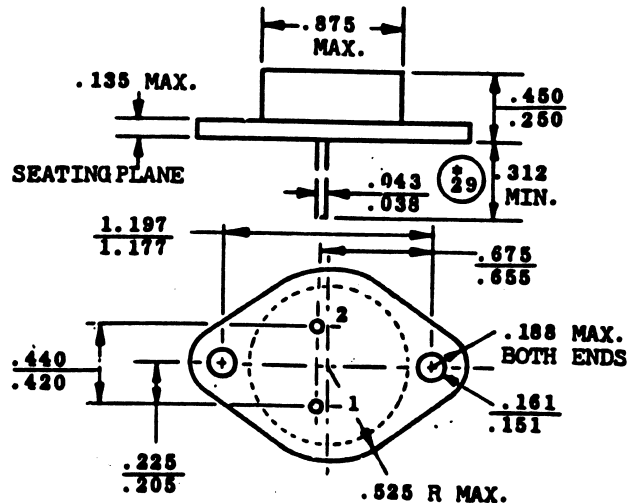 .875
MAX.
.135 MAX.
.450
.250
SEATING PLANE
.043
.038
*
29
.312
MIN.
1.197
1.177
.675
.655
2
.440
.420
.188 MAX.
BOTH ENDS
1
.161
.151
.225
.205
.525 R MAX.